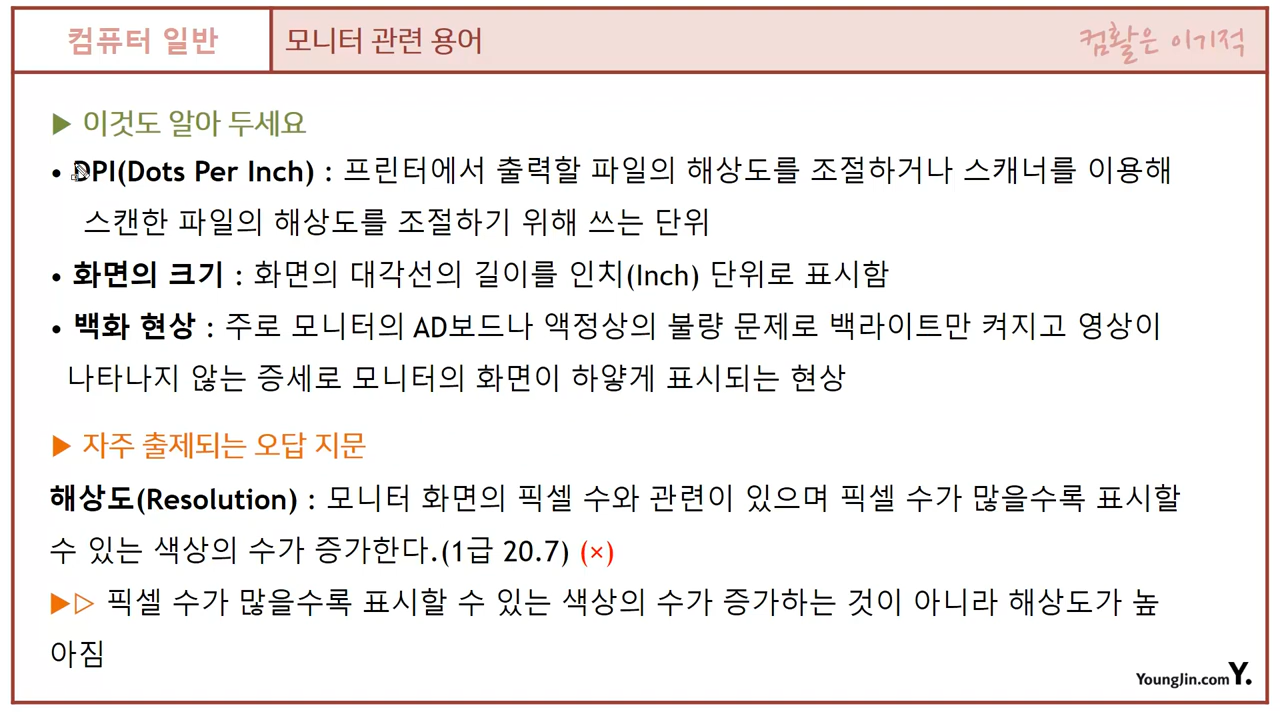 컴퓨터 일반
모니터 관련 용어
컴활은 이기적
▶ 이것도 알아 두세요
• DPI(Dots Per Inch) : 프린터에서 출력할 파일의 해상도를 조절하거나 스캐너를 이용해
스캔한 파일의 해상도를 조절하기 위해 쓰는 단위
• 화면의 크기 : 화면의 대각선의 길이를 인치(Inch) 단위로 표시함
• 백화 현상 : 주로 모니터의 AD보드나 액정상의 불량 문제로 백라이트만 켜지고 영상이
나타나지 않는 증세로 모니터의 화면이 하얗게 표시되는 현상
▶ 자주 출제되는 오답 지문
해상도(Resolution) : 모니터 화면의 픽셀 수와 관련이 있으며 픽셀 수가 많을수록 표시할
수 있는 색상의 수가 증가한다.(1급 20.7) (×)
▶▷ 픽셀 수가 많을수록 표시할 수 있는 색상의 수가 증가하는 것이 아니라 해상도가 높
아짐
YoungJin.com Y.